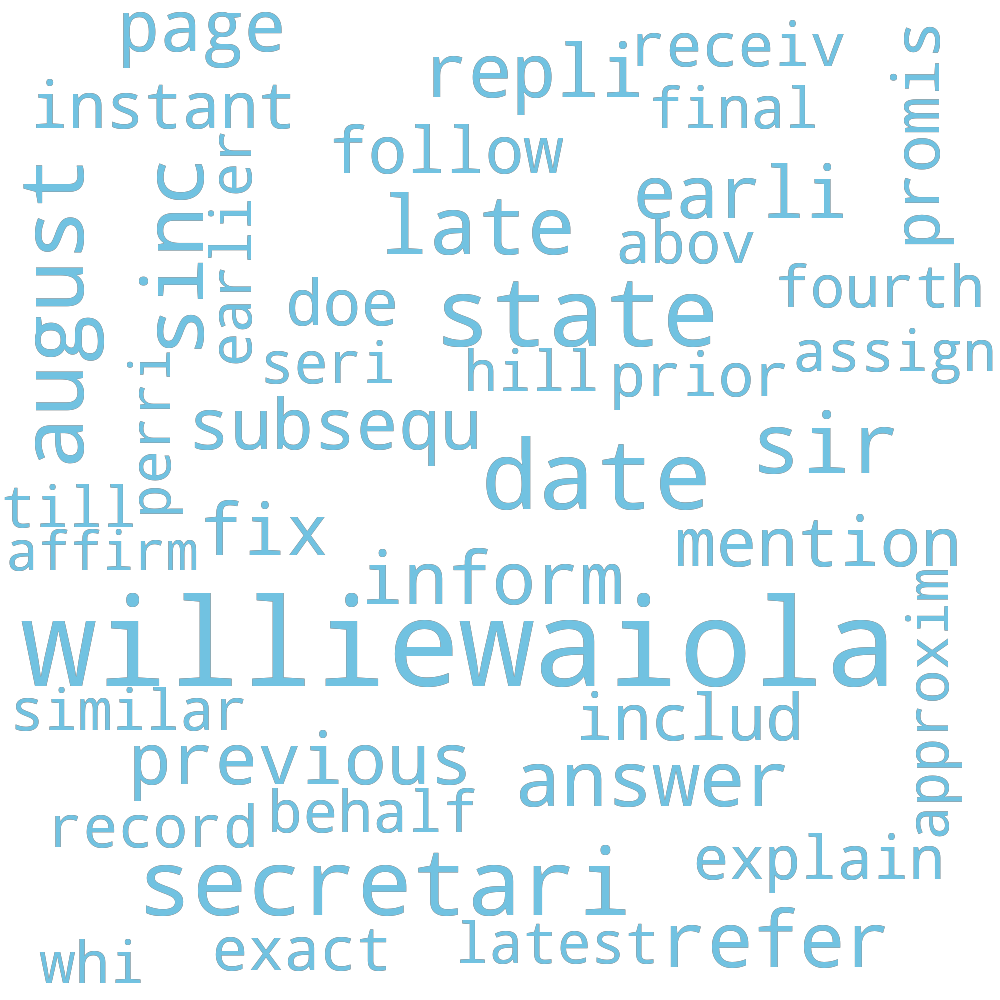 page
repli
receiv
promis
instant
final
follow
earlier
august
sinc
earli
late
abov
doe
state
fourth
seri
hill
prior
assign
perri
subsequ
sir
date
till
fix
affirm
mention
inform
approxim
williewaiola
similar
includ
previous
answer
record
behalf
explain
secretari
refer
whi
exact
latest